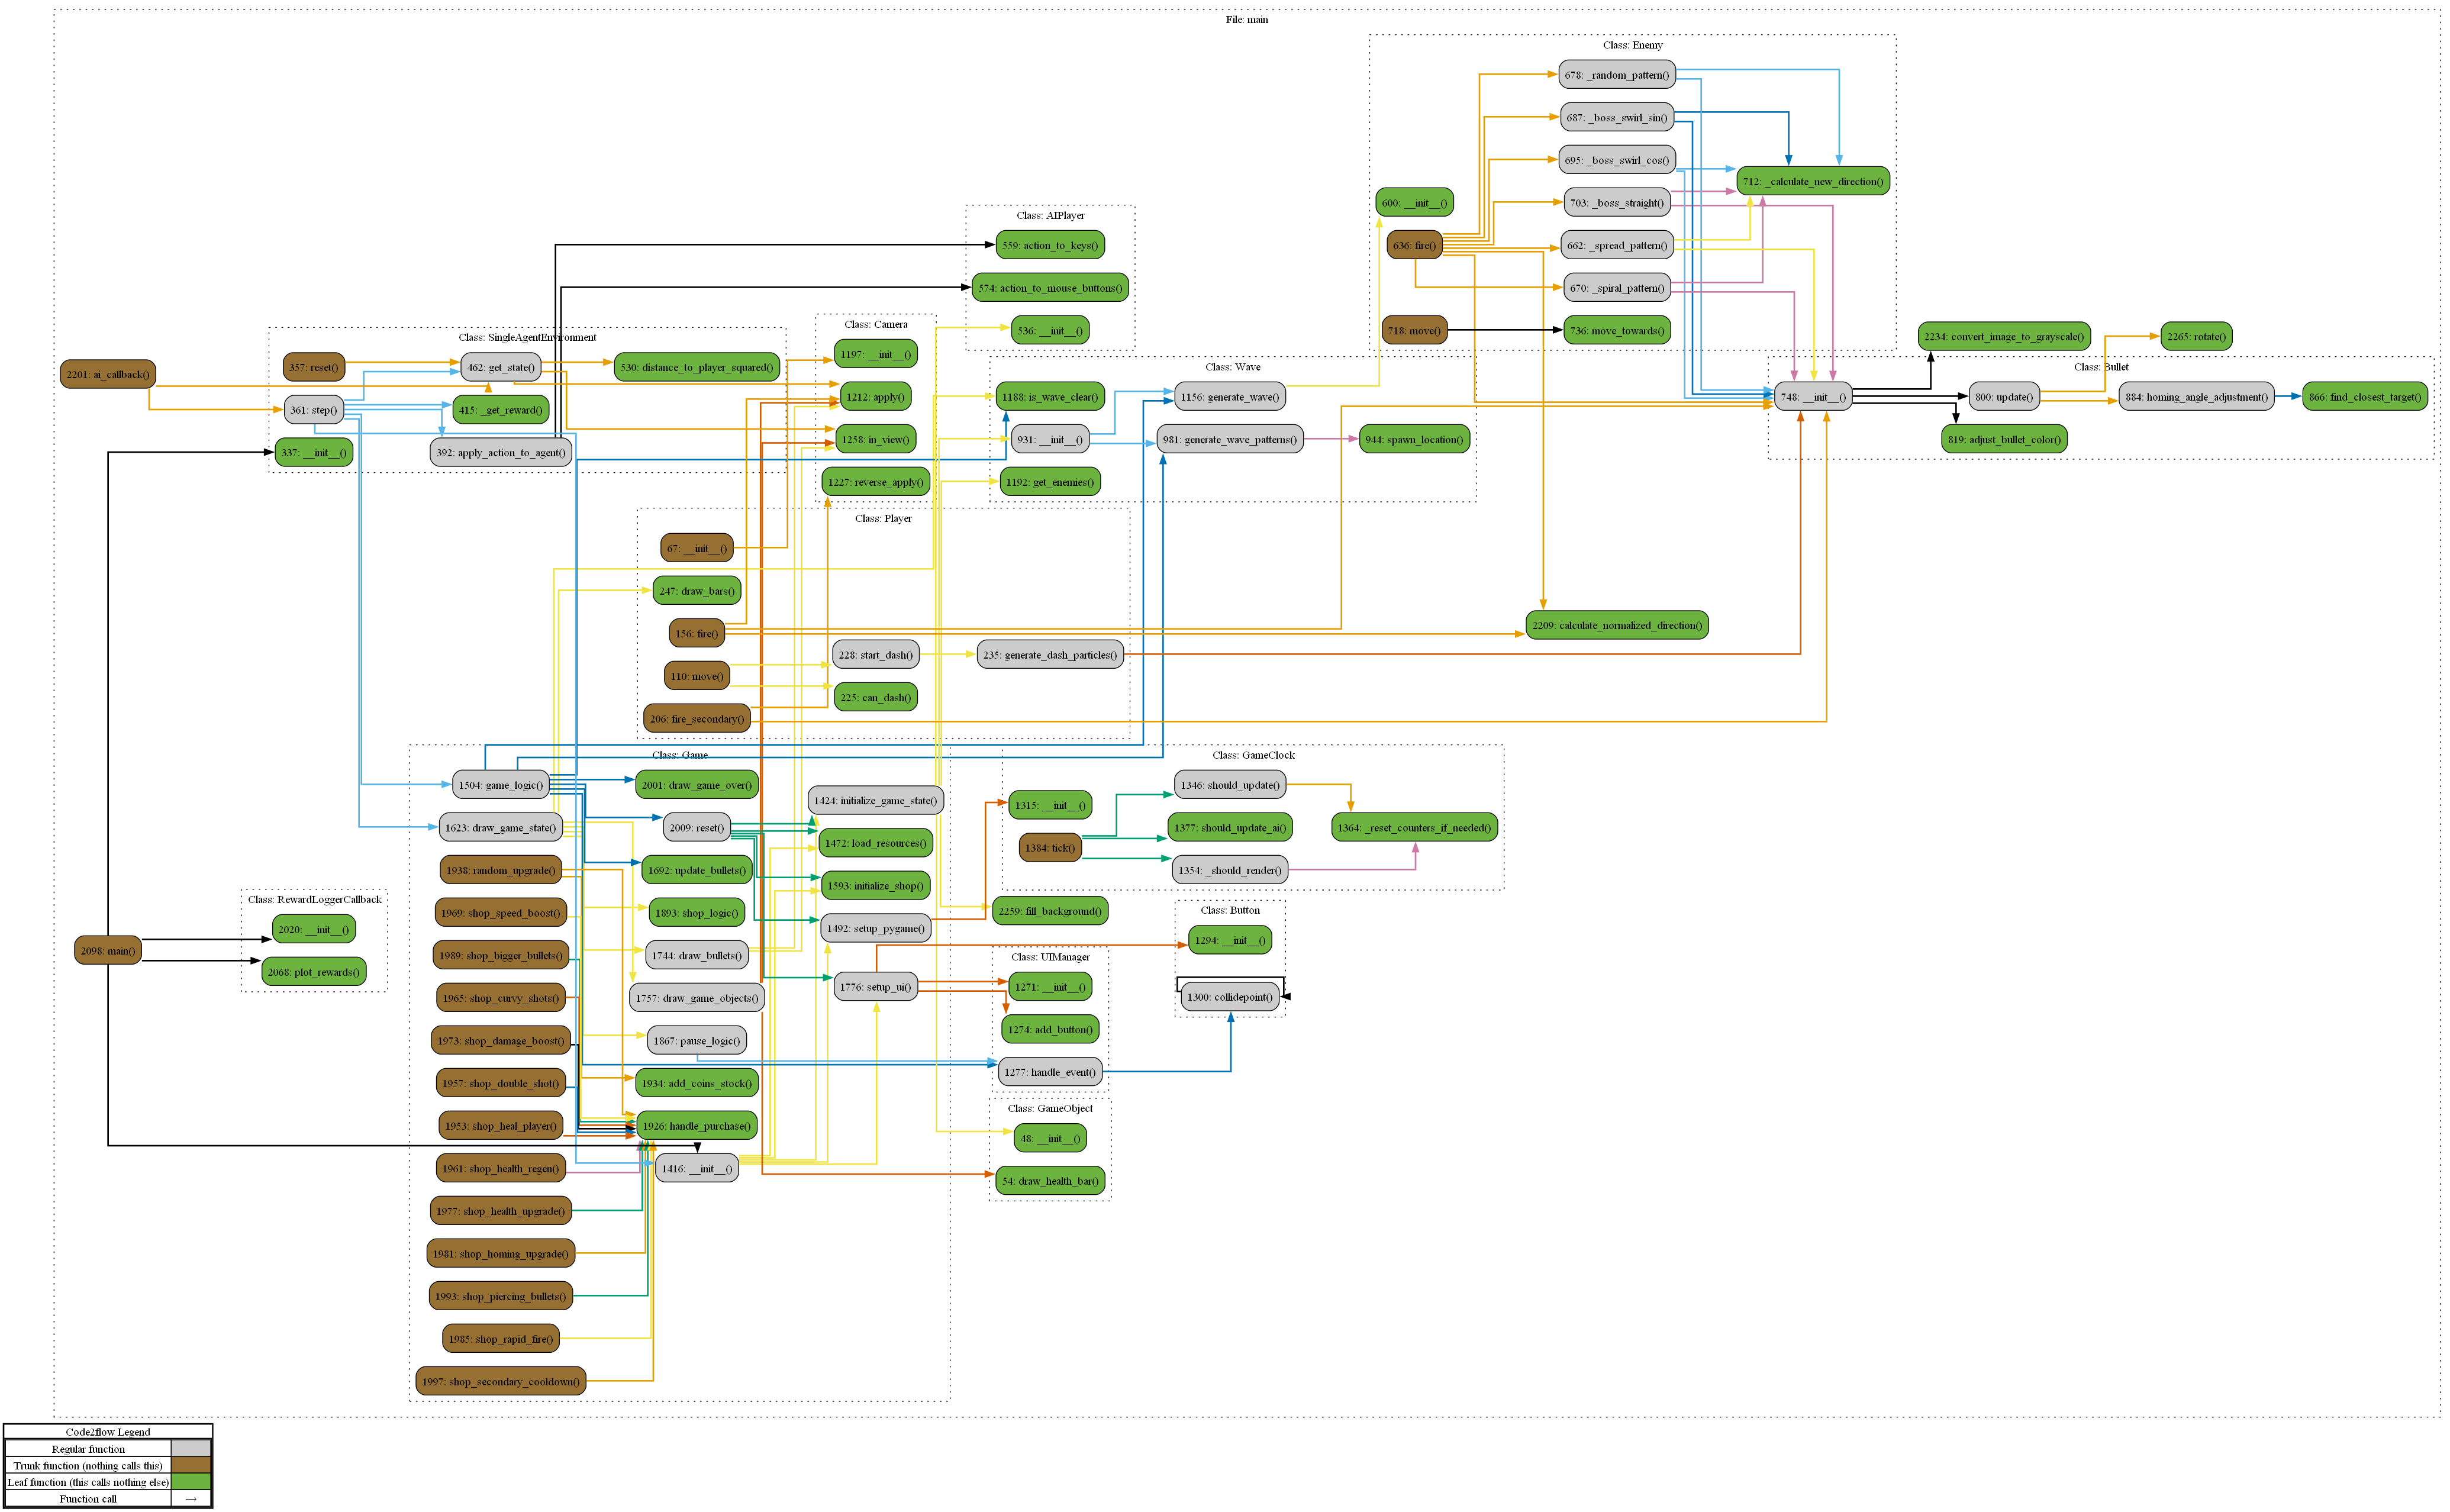 File: main
Class: Enemy
678: _random_pattern()
687: _boss_swirl_sin()
695: _boss_swirl_cos()
712: _calculate_new_direction()
600: __init__()
703: _boss_straight()
636: fire()
662: _spread_pattern()
670: _spiral_pattern()
718: move()
736: move_towards()
Class: AIPlayer
559: action_to_keys()
574: action_to_mouse_buttons()
536: __init__()
Class: Camera
1197: __init__()
1212: apply()
1258: in_view()
1227: reverse_apply()
Class: SingleAgentEnvironment
357: reset()
462: get_state()
530: distance_to_player_squared()
361: step()
415: _get_reward()
337: __init__()
392: apply_action_to_agent()
2201: ai_callback()
Class: Wave
1188: is_wave_clear()
1156: generate_wave()
931: __init__()
981: generate_wave_patterns()
944: spawn_location()
1192: get_enemies()
2234: convert_image_to_grayscale()
2265: rotate()
Class: Bullet
748: __init__()
800: update()
884: homing_angle_adjustment()
866: find_closest_target()
819: adjust_bullet_color()
Class: Player
67: __init__()
247: draw_bars()
156: fire()
228: start_dash()
235: generate_dash_particles()
110: move()
225: can_dash()
206: fire_secondary()
2209: calculate_normalized_direction()
Class: Game
1504: game_logic()
2001: draw_game_over()
1424: initialize_game_state()
1623: draw_game_state()
2009: reset()
1472: load_resources()
1938: random_upgrade()
1692: update_bullets()
1593: initialize_shop()
1969: shop_speed_boost()
1893: shop_logic()
1492: setup_pygame()
1989: shop_bigger_bullets()
1744: draw_bullets()
1776: setup_ui()
1965: shop_curvy_shots()
1757: draw_game_objects()
1973: shop_damage_boost()
1867: pause_logic()
1957: shop_double_shot()
1934: add_coins_stock()
1953: shop_heal_player()
1926: handle_purchase()
1961: shop_health_regen()
1416: __init__()
1977: shop_health_upgrade()
1981: shop_homing_upgrade()
1993: shop_piercing_bullets()
1985: shop_rapid_fire()
1997: shop_secondary_cooldown()
Class: GameClock
1346: should_update()
1315: __init__()
1377: should_update_ai()
1364: _reset_counters_if_needed()
1384: tick()
1354: _should_render()
2259: fill_background()
Class: Button
1294: __init__()
1300: collidepoint()
Class: UIManager
1271: __init__()
1274: add_button()
1277: handle_event()
Class: GameObject
48: __init__()
54: draw_health_bar()
Class: RewardLoggerCallback
2020: __init__()
2068: plot_rewards()
2098: main()
Code2flow Legend
Regular function
Trunk function (nothing calls this)
Leaf function (this calls nothing else)
Function call →